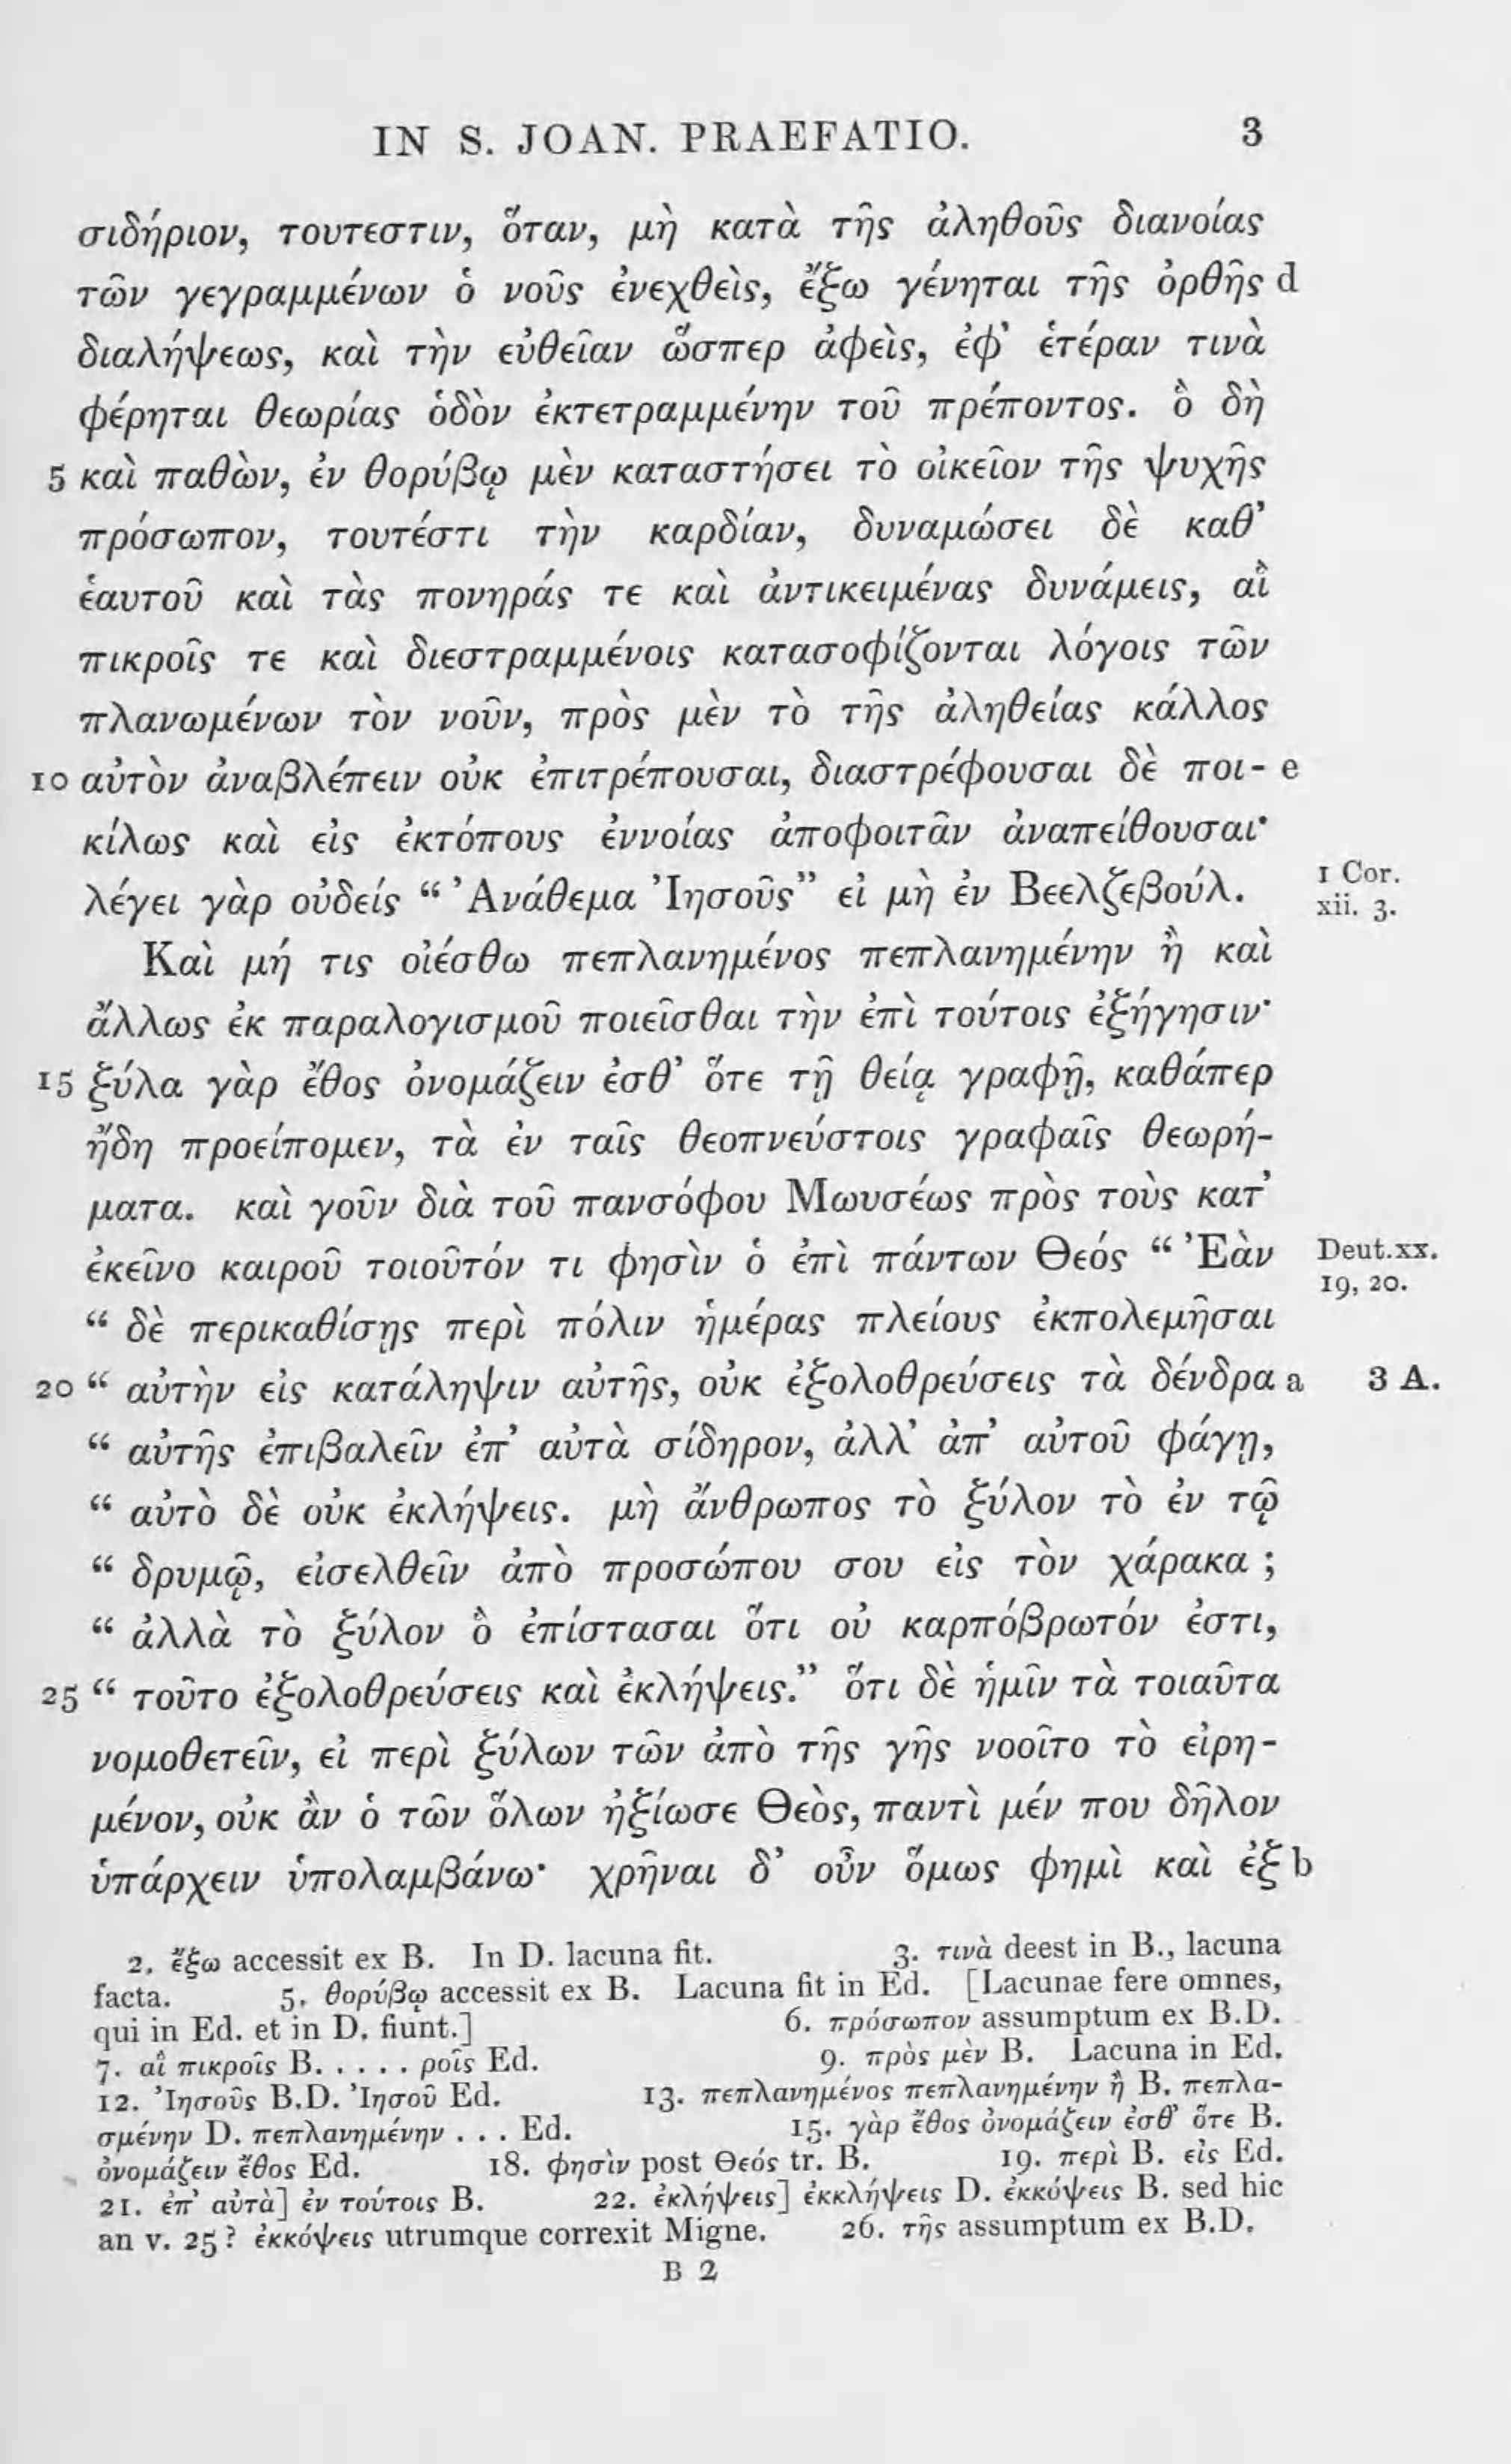 IN S. JOAN. PRAEFATIO. 3
σιδήριον, τουτεστιν, ὅταν, μὴ κατὰ τῆς ἀληθοῦς διανοίας
τῶν γεγραμμένων ὁ νοῦς ἐνεχθεὶς, ἔξω γένηται τῆς ὀρθῆς d
διαλήψεως, καὶ τὴν εὐθεῖαν ὥσπερ ἀφεὶς, ἐφ’ ἑτέραν τινὰ
φέρηται θεωρίας ὁδὸν ἐκτετραμμένην τοῦ πρέποντος. ὃ δὴ
5 καὶ παθὼν, ἐν θορύβῳ μὲν καταστήσει τὸ οἰκεῖον τῆς ψυχῆς
πρόσωπον, τουτέστι τὴν καρδίαν, δυναμώσει δὲ καθ’
ἑαυτοῦ καὶ τὰς πονηράς τε καὶ ἀντικειμένας δυνάμεις, αἳ
πικροῖς τε καὶ διεστραμμένοις κατασοφίζονται λόγοις τῶν
πλανωμένων τὸν νοῦν, πρὸς μὲν τὸ τῆς ἀληθείας κάλλος
10 αὐτὸν ἀναβλέπειν οὐκ ἐπιτρέπουσαι, διαστρέφουσαι δὲ ποι- e
κίλως καὶ εἰς ἐκτόπους ἐννοίας ἀποφοιτᾶν ἀναπείθουσαι·
λέγει γὰρ οὐδείς “ Ἀνάθεμα Ἰησοῦς” εἰ μὴ ἐν Βεελζεβούλ. 1 Cor.
xii. 3.
Καὶ μή τις οἰέσθω πεπλανημένος πεπλανημένην ἢ καὶ
ἄλλως ἐκ παραλογισμοῦ ποιεῖσθαι τὴν ἐπὶ τούτοις ἐξήγησιν·
15 ξύλα γὰρ ἔθος ὀνομάζειν ἐσθ’ ὅτε τῇ θείᾳ γραφῇ, καθάπερ
ἤδη προείπομεν, τὰ ἐν ταῖς θεοπνεύστοις γραφαῖς θεωρή-
ματα. καὶ γοῦν διὰ τοῦ πανσόφου Μωυσέως πρὸς τοὺς κατ’
ἐκεῖνο καιροῦ τοιοῦτόν τι φησὶν ὁ ἐπὶ πάντων Θεός “ Ἐὰν Deut.xx.
19, 20.
“ δὲ περικαθίσῃς περὶ πόλιν ἡμέρας πλείους ἐκπολεμῆσαι
20 “ αὐτὴν εἰς κατάληψιν αὐτῆς, οὐκ ἐξολοθρεύσεις τὰ δένδρα a 3 A.
“ αὐτῆς ἐπιβαλεῖν ἐπ’ αὐτὰ σίδηρον, ἀλλ’ ἀπ’ αὐτοῦ φάγῃ,
“ αὐτὸ δὲ οὐκ ἐκλήψεις. μὴ ἄνθρωπος τὸ ξύλον τὸ ἐν τῷ
“ δρυμῷ, εἰσελθεῖν ἀπὸ προσώπου σου εἰς τὸν χάρακα ;
“ ἀλλὰ τὸ ξύλον ὃ ἐπίστασαι ὅτι οὐ καρπόβρωτόν ἐστι,
25 “ τοῦτο ἐξολοθρεύσεις καὶ ἐκλήψεις.” ὅτι δὲ ἡμῖν τὰ τοιαῦτα
νομοθετεῖν, εἰ περὶ ξύλων τῶν ἀπὸ τῆς γῆς νοοῖτο τὸ εἰρη-
μένον, οὐκ ἂν ὁ τῶν ὅλων ἠξίωσε Θεὸς, παντὶ μέν που δῆλον
ὑπάρχειν ὑπολαμβάνω· χρῆναι δ’ οὖν ὅμως φημὶ καὶ ἐξ b
2. ἔξω accessit ex B. In D. lacuna fit. 3. τινὰ deest in B., lacuna
facta. 5. θορύβῳ accessit ex B. Lacuna fit in Ed. [Lacunae fere omnes,
qui in Ed. et in D. fiunt.] 6. πρόσωπον assumptum ex B.D.
7. αἳ πικροῖς B. . . . . ροῖς Ed. 9. πρὸς μὲν B. Lacuna in Ed.
12. Ἰησοῦς B.D. Ἰησοῦ Ed. 13. πεπλανημένος πεπλανημένην ἢ B. πεπλα-
σμένην D. πεπλανημένην . . . Ed. 15. γὰρ ἔθος ὀνομάζειν ἐσθ’ ὅτε B.
ὀνομάζειν ἔθος Ed. 18. φησὶν post Θεός tr. B. 19. περὶ B. εἰς Ed.
21. ἐπ’ αὐτὰ] ἐν τούτοις B. 22. ἐκλήψεις] ἐκκλήψεις D. ἐκκόψεις B. sed hic
an v. 25 ? ἐκκόψεις utrumque correxit Migne. 26. τῆς assumptum ex B.D.
B 2